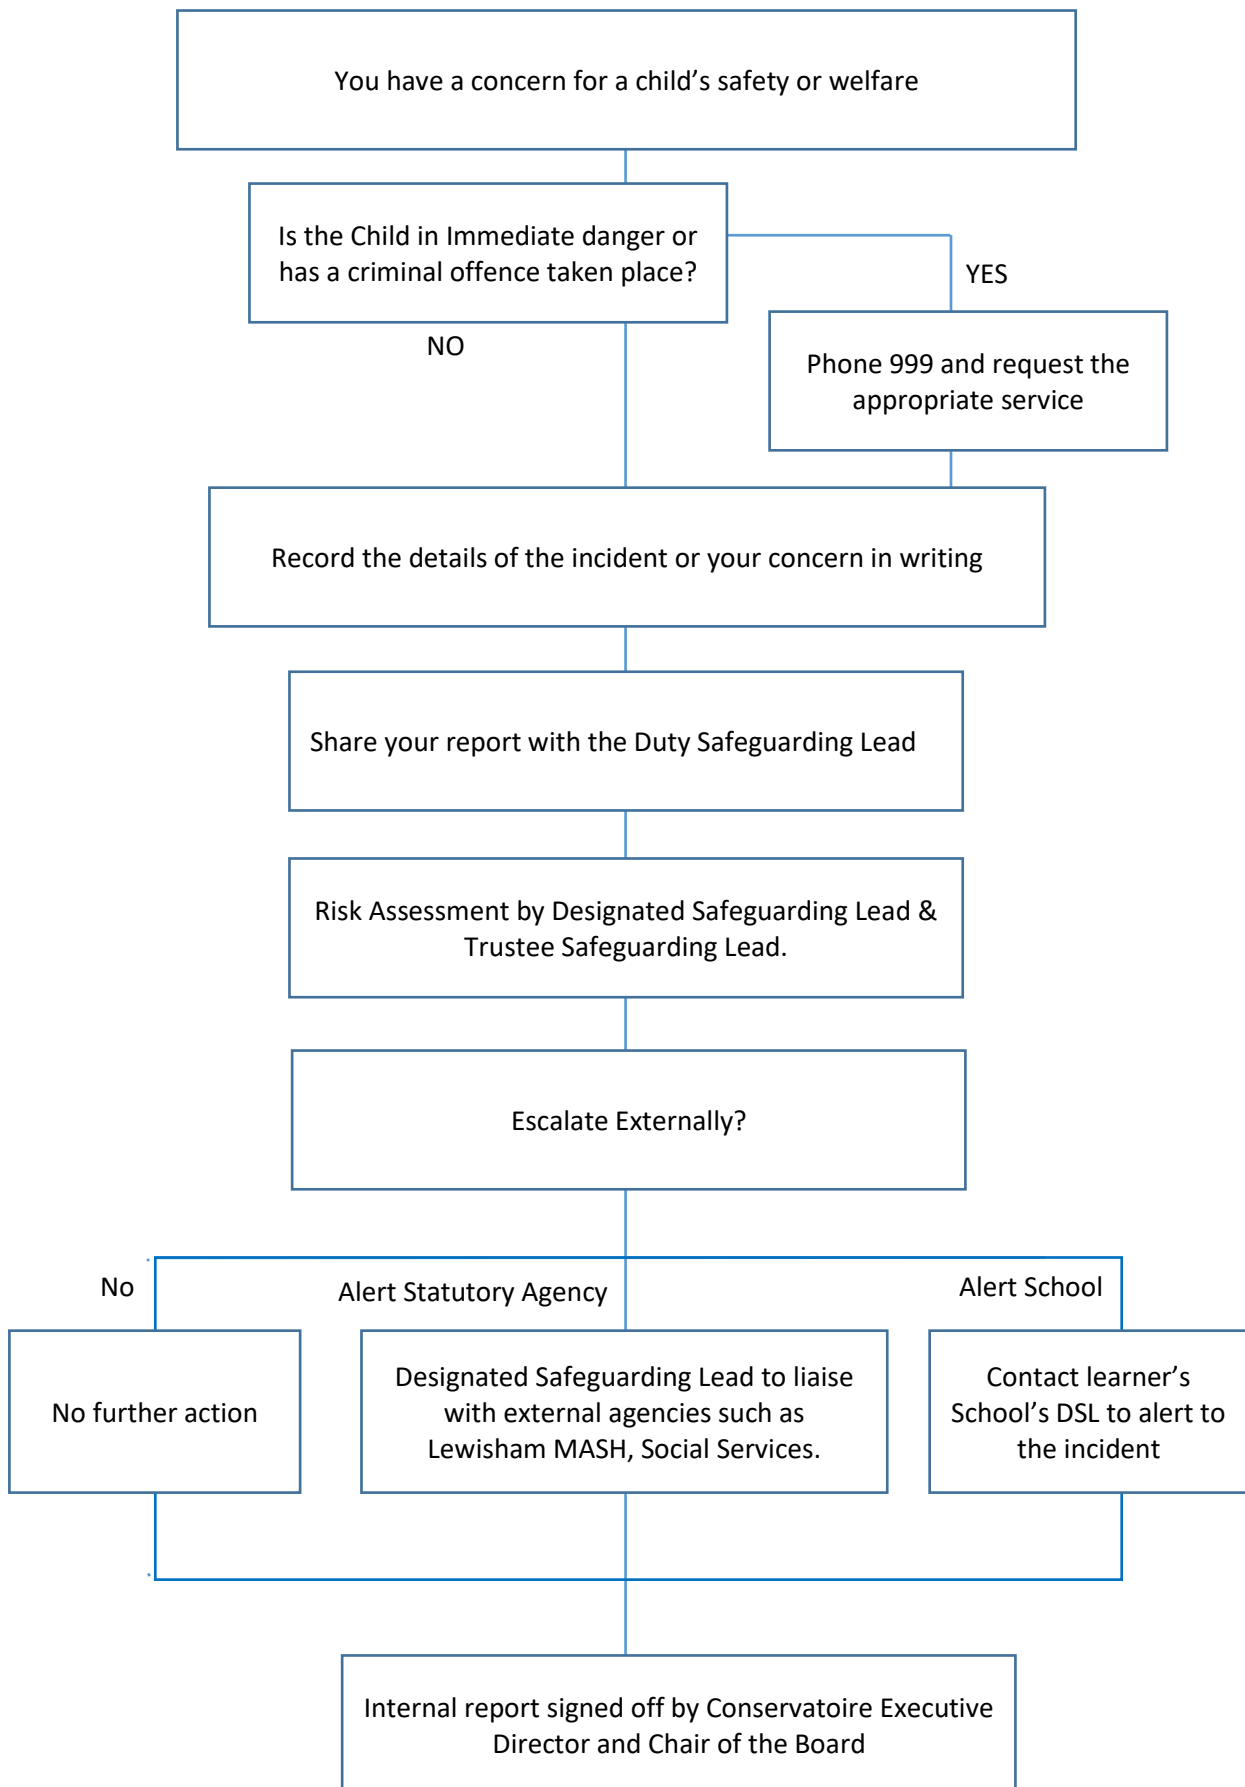 You have a concern for a child’s safety or welfare
Is the Child in Immediate danger or
has a criminal offence taken place?
YES
NO
Phone 999 and request the
appropriate service
Record the details of the incident or your concern in writing
Share your report with the Duty Safeguarding Lead
Risk Assessment by Designated Safeguarding Lead &
Trustee Safeguarding Lead.
Escalate Externally?
No
Alert Statutory Agency
Alert School
No further action
Designated Safeguarding Lead to liaise
with external agencies such as
Lewisham MASH, Social Services.
Contact learner’s
School’s DSL to alert to
the incident
Internal report signed off by Conservatoire Executive
Director and Chair of the Board